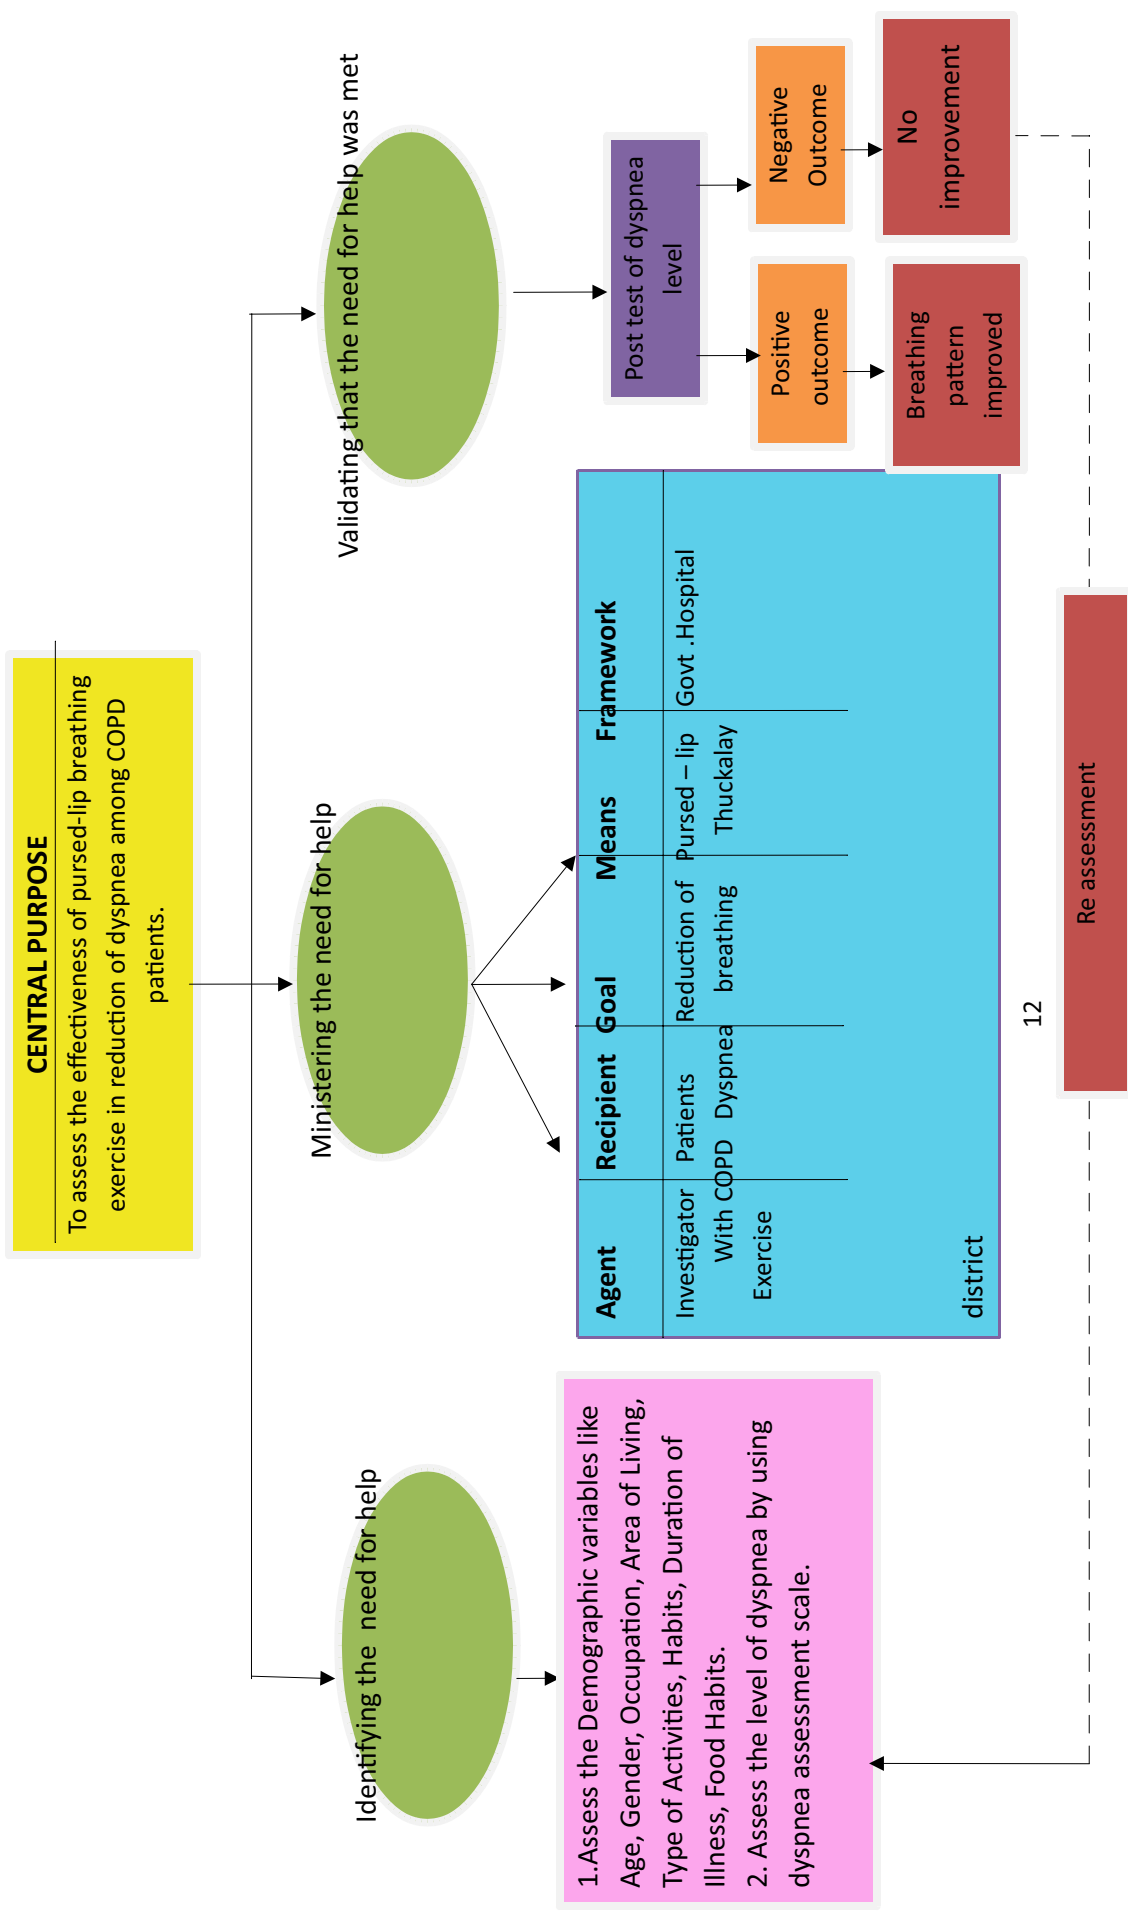 CENTRAL PURPOSE
To assess the effectiveness of pursed-lip breathing
exercise in reduction of dyspnea among COPD
patients.
Identifying the  need for help
Ministering the need for help
Validating that the need for help was met
1.Assess the Demographic variables like
Age, Gender, Occupation, Area of Living,
Type of Activities, Habits, Duration of
Illness, Food Habits.
2. Assess the level of dyspnea by using
dyspnea assessment scale.
Agent Recipient Goal Means Framework
Investigator Patients Reduction of Pursed – lip Govt .Hospital
With COPD Dyspnea breathing Thuckalay
Exercise
district
Post test of dyspnea
level
Positive
outcome
Negative
Outcome
Breathing
pattern
improved
No
improvement
12
Re assessment